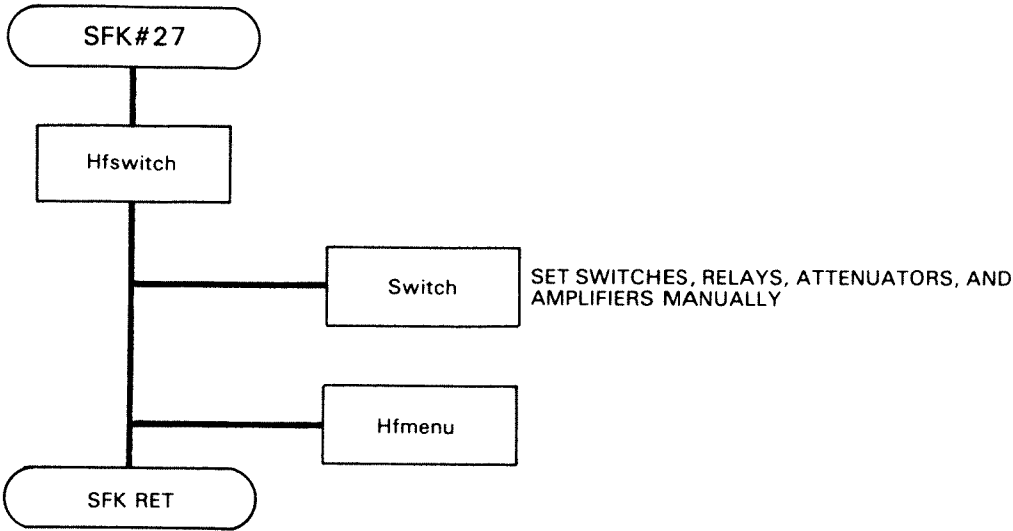 SFK#27
Hfswitch
Switch
SET SWITCHES, RELAYS, ATTENUATORS, AND
AMPLIFIERS MANUALLY
Hfmenu
SFK RET